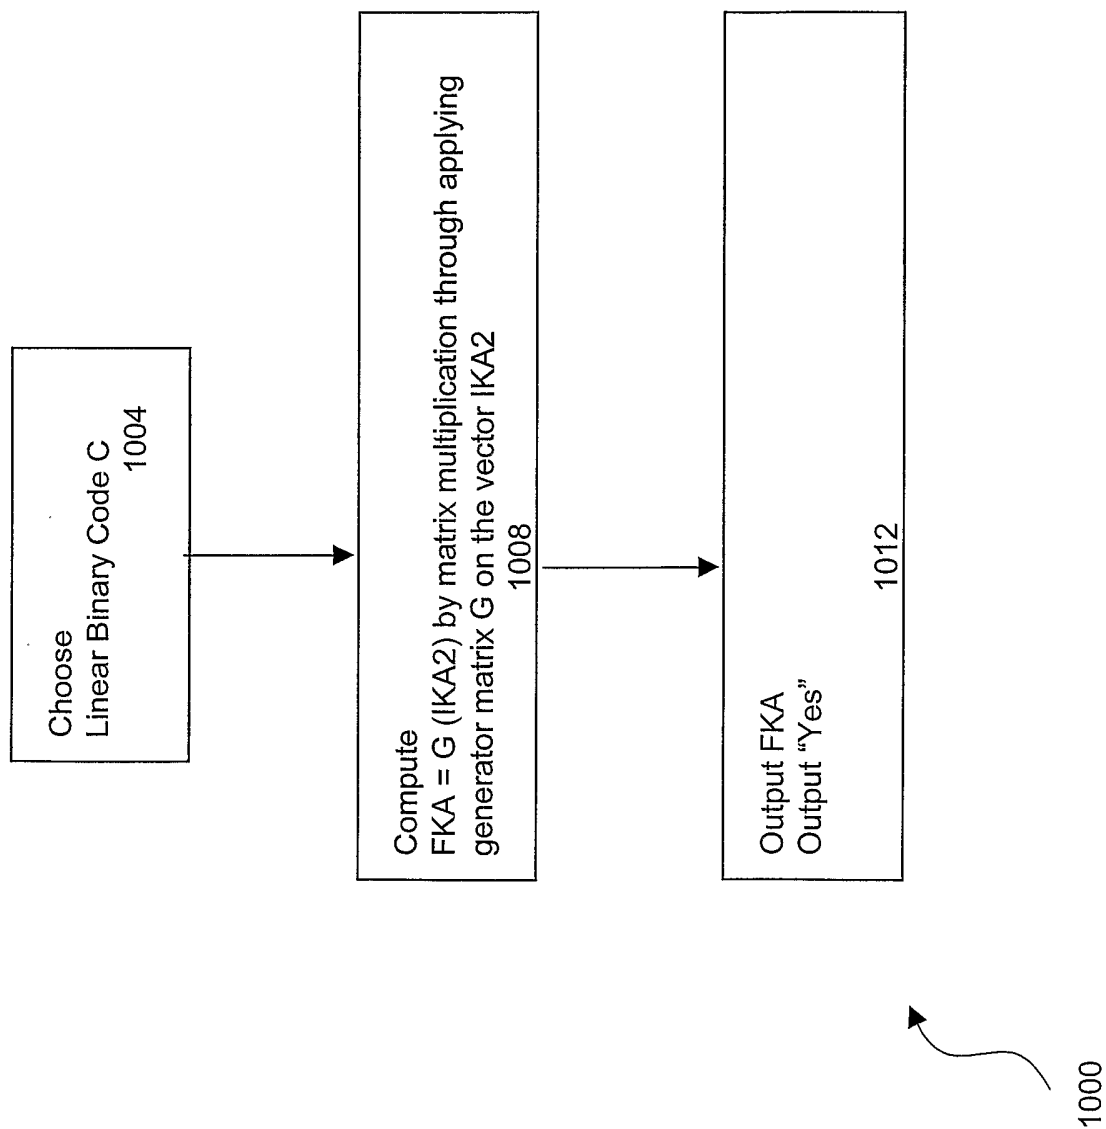 Choose
Linear Binary Code C
1004
Compute
FKA = G (IKA2) by matrix multiplication through applying
generator matrix G on the vector IKA2
1008
Output FKA
Output “Yes”
1012
1000